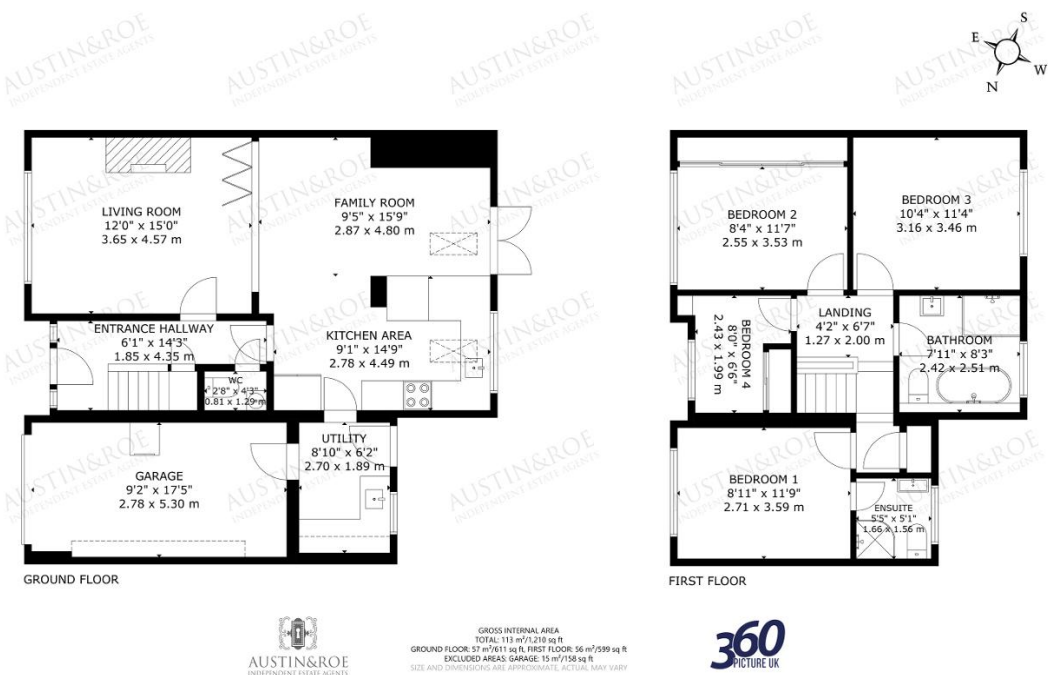 S
E
W
N
LIVING ROOM
12'0" x 15'0"
3.65 x 4.57 m
FAMILY ROOM
9'5" x 15'9"
2.87 x 4.80 m
ENTRANCE HALLWAY
6'1" x 14'3"
1.85 x 4.35 m
KITCHEN AREA
9'1" x 14'9"
2.78 x 4.49 m
WC
2'8" x 4'3"
0.81 x 1.29 m
UTILITY
8'10" x 6'2"
2.70 x 1.89 m
GARAGE
9'2" x 17'5"
2.78 x 5.30 m
GROUND FLOOR
BEDROOM 2
8'4" x 11'7"
2.55 x 3.53 m
BEDROOM 3
10'4" x 11'4"
3.16 x 3.46 m
BEDROOM 4
8'0" x 6'6"
2.43 x 1.99 m
LANDING
4'2" x 6'7"
1.27 x 2.00 m
BATHROOM
7'11" x 8'3"
2.42 x 2.51 m
BEDROOM 1
8'11" x 11'9"
2.71 x 3.59 m
ENSUITE
5'5" x 5'1"
1.66 x 1.56 m
FIRST FLOOR
AUSTIN&ROE
INDEPENDENT ESTATE AGENTS
GROSS INTERNAL AREA
TOTAL: 113 m²/1,210 sq ft
GROUND FLOOR: 57 m²/611 sq ft, FIRST FLOOR: 56 m²/599 sq ft
EXCLUDED AREAS: GARAGE: 15 m²/158 sq ft
SIZE AND DIMENSIONS ARE APPROXIMATE, ACTUAL MAY VARY
360
PICTURE UK